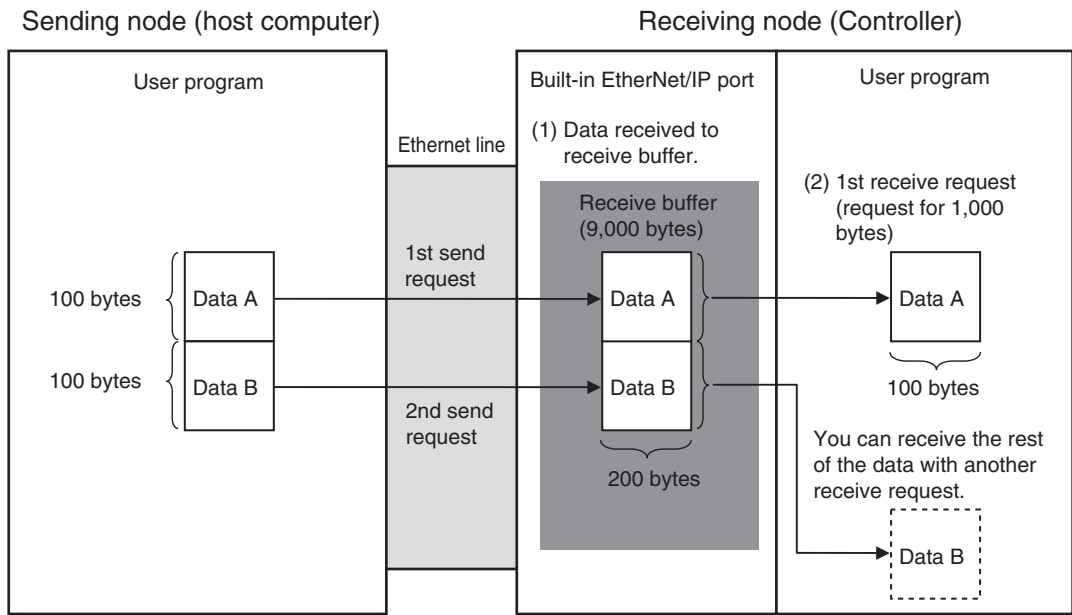 Sending node (host computer)
Receiving node (Controller)
User program
Built-in EtherNet/IP port
User program
Ethernet line
(1) Data received to
receive buffer.
(2) 1st receive request
(request for 1,000
bytes)
Receive buffer
(9,000 bytes)
1st send
request
100 bytes
Data A
Data A
Data A
100 bytes
Data B
Data B
100 bytes
2nd send
request
200 bytes
You can receive the rest
of the data with another
receive request.
Data B